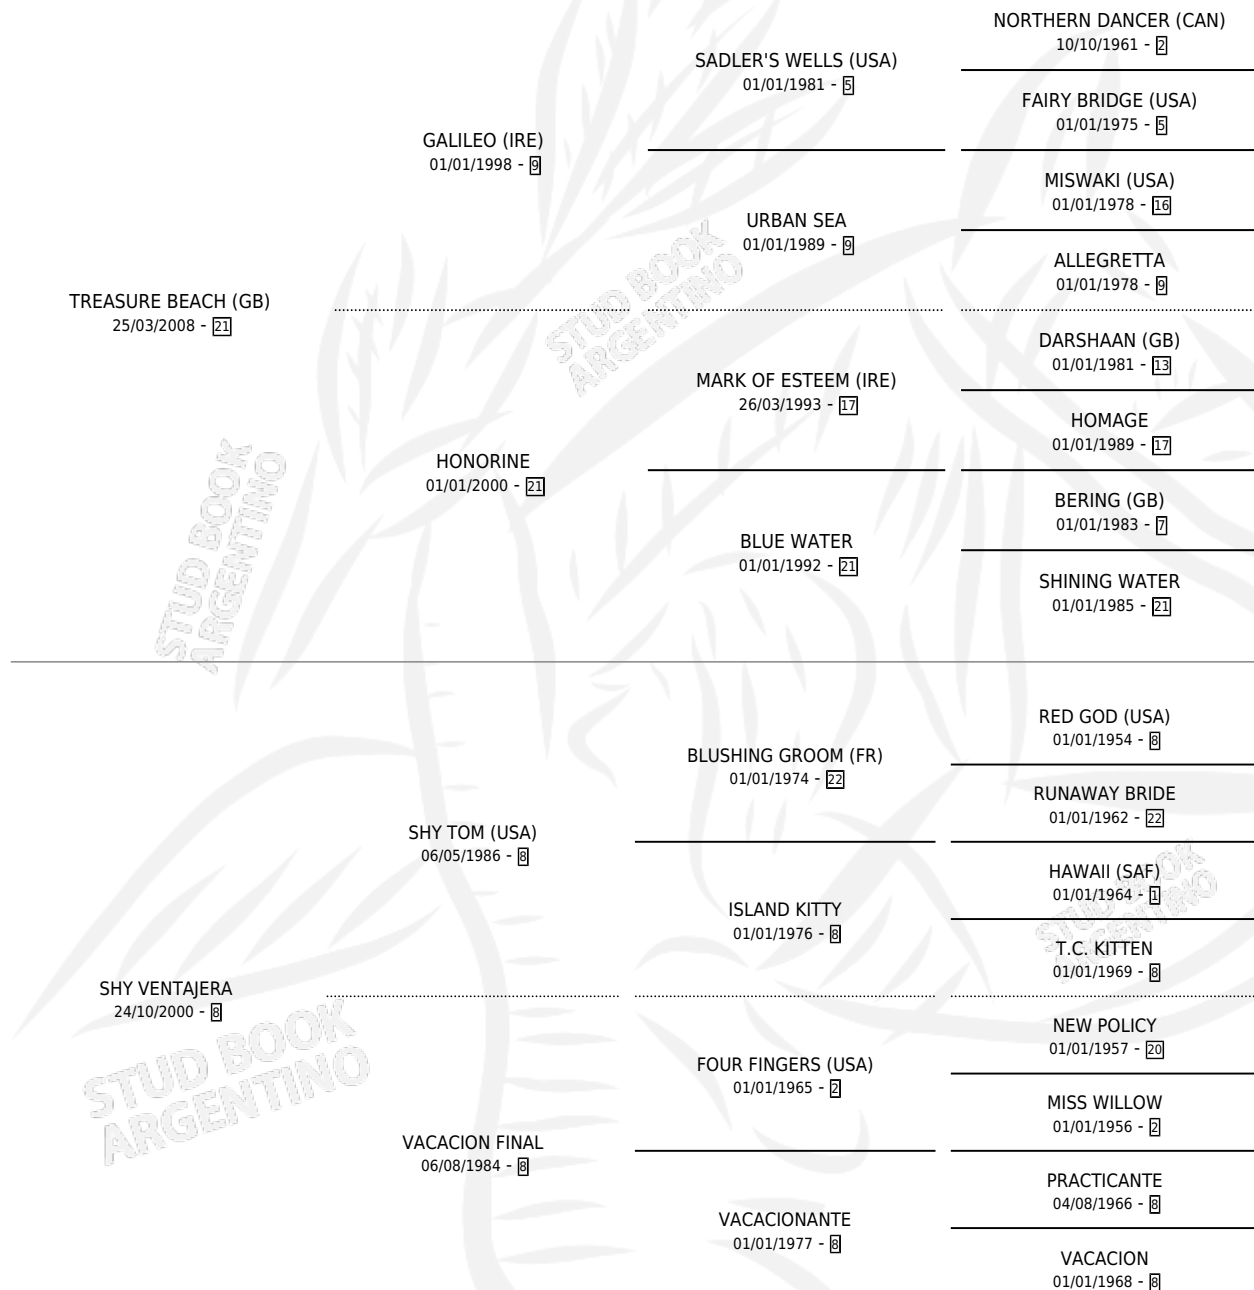 NORTHERN DANCER (CAN)
10/10/1961 - 2
SADLER'S WELLS (USA)
01/01/1981 - 5
FAIRY BRIDGE (USA)
01/01/1975 - 5
GALILEO (IRE)
01/01/1998 - 9
MISWAKI (USA)
01/01/1978 - 16
URBAN SEA
01/01/1989 - 9
ALLEGRETTA
01/01/1978 - 9
TREASURE BEACH (GB)
25/03/2008 - 21
DARSHAAN (GB)
01/01/1981 - 13
MARK OF ESTEEM (IRE)
26/03/1993 - 17
HOMAGE
01/01/1989 - 17
HONORINE
01/01/2000 - 21
BERING (GB)
01/01/1983 - 7
BLUE WATER
01/01/1992 - 21
SHINING WATER
01/01/1985 - 21
RED GOD (USA)
01/01/1954 - 8
BLUSHING GROOM (FR)
01/01/1974 - 22
RUNAWAY BRIDE
01/01/1962 - 22
SHY TOM (USA)
06/05/1986 - 8
HAWAII (SAF)
01/01/1964 - 1
ISLAND KITTY
01/01/1976 - 8
T.C. KITTEN
01/01/1969 - 8
SHY VENTAJERA
24/10/2000 - 8
NEW POLICY
01/01/1957 - 20
FOUR FINGERS (USA)
01/01/1965 - 2
MISS WILLOW
01/01/1956 - 2
VACACION FINAL
06/08/1984 - 8
PRACTICANTE
04/08/1966 - 8
VACACIONANTE
01/01/1977 - 8
VACACION
01/01/1968 - 8
STUD BOOK
ARGENTINO
STUD BOOK
ARGENTINO
STUD BOOK
ARGENTINO
STUD BOOK
ARGENTINO